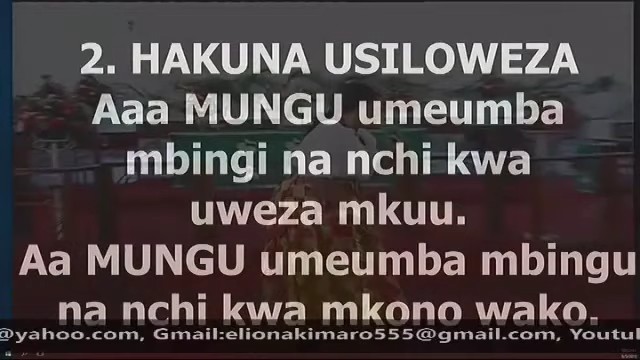 2. HAKUNA USILOWEZA
Aaa MUNGU umeumba
mbingi na nchi kwa
uweza mkuu.
Aa MUNGU umeumba mbingu
na nchi kwa mkono wako.
@yahoo.com, Gmail:elionakimaro555@gmail.com, Youtul